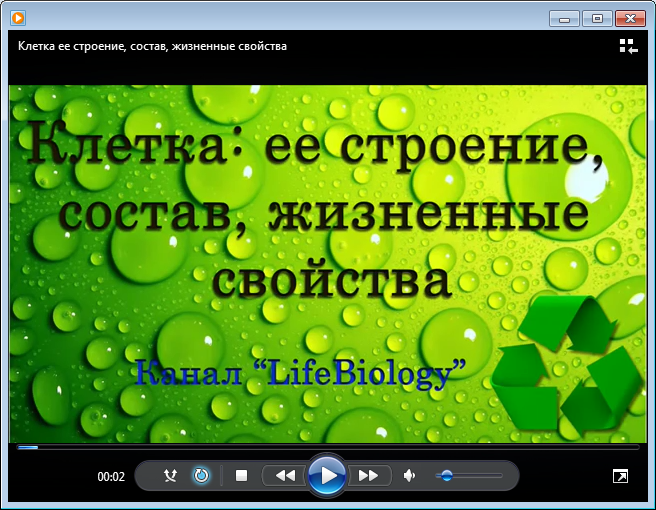 Клетка ее строение, состав, жизненные свойства
Клетка: ее строение,
состав, жизненные
свойства
Канал “LifeBiology”
00:02